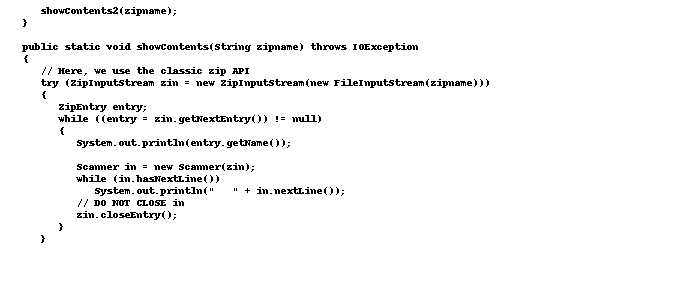 showContents2(zipname);
}
public static void showContents(String zipname) throws IOException
{
// Here, we use the classic zip API
try (ZipInputStream zin = new ZipInputStream(new FileInputStream(zipname)))
{
ZipEntry entry;
while ((entry = zin.getNextEntry()) != null)
{
System.out.println(entry.getName());
Scanner in = new Scanner(zin);
while (in.hasNextLine())
System.out.println("   " + in.nextLine());
// DO NOT CLOSE in
zin.closeEntry();
}
}